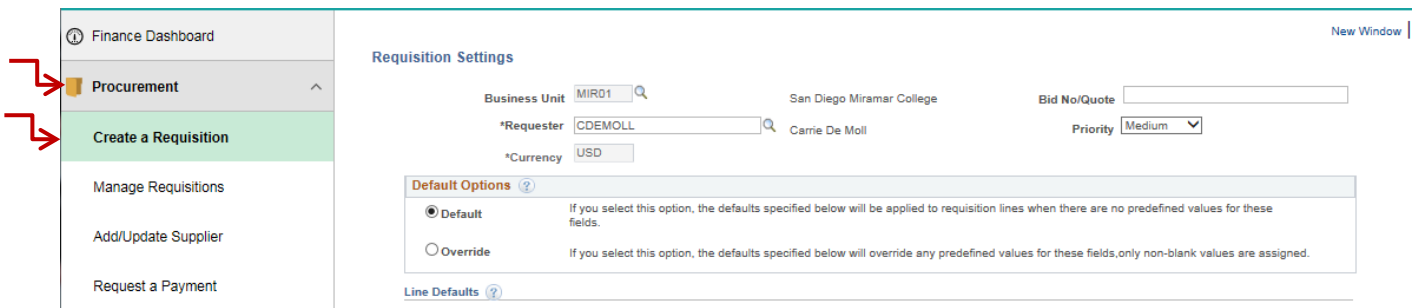 New Window
Finance Dashboard
Procurement
Create a Requisition
Manage Requisitions
Add/Update Supplier
Request a Payment
Requisition Settings
Business Unit MIR01 San Diego Miramar College Bid No/Quote
*Requester CDEMOLL Carrie De Moll Priority Medium
*Currency USD
Default Options ?
Default If you select this option, the defaults specified below will be applied to requisition lines when there are no predefined values for these
fields.
Override If you select this option, the defaults specified below will override any predefined values for these fields,only non-blank values are assigned.
Line Defaults ?